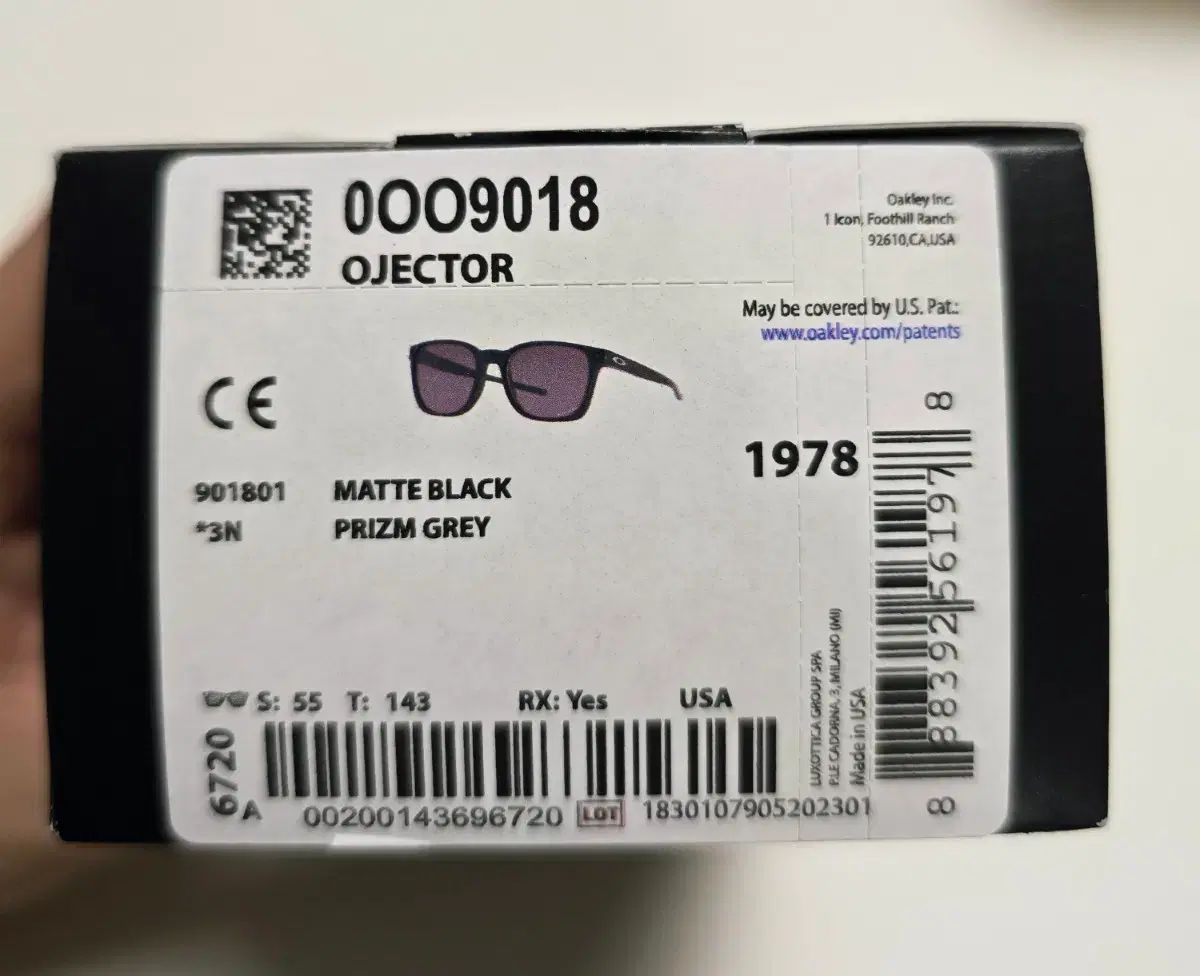 0OO9018
OJECTOR
Oakley Inc.
1 Icon, Foothill Ranch
92610,CA,USA
May be covered by U.S. Pat.:
www.oakley.com/patents
CE
1978
901801 MATTE BLACK
*3N PRIZM GREY
S: 55 T: 143 RX: Yes USA
6720
A
00200143696720 LOT 1830107905202301
LUXOTTICA GROUP SPA
P.LE CADORNA, 3, MILANO (MI)
Made in USA
8 88392 56197 8